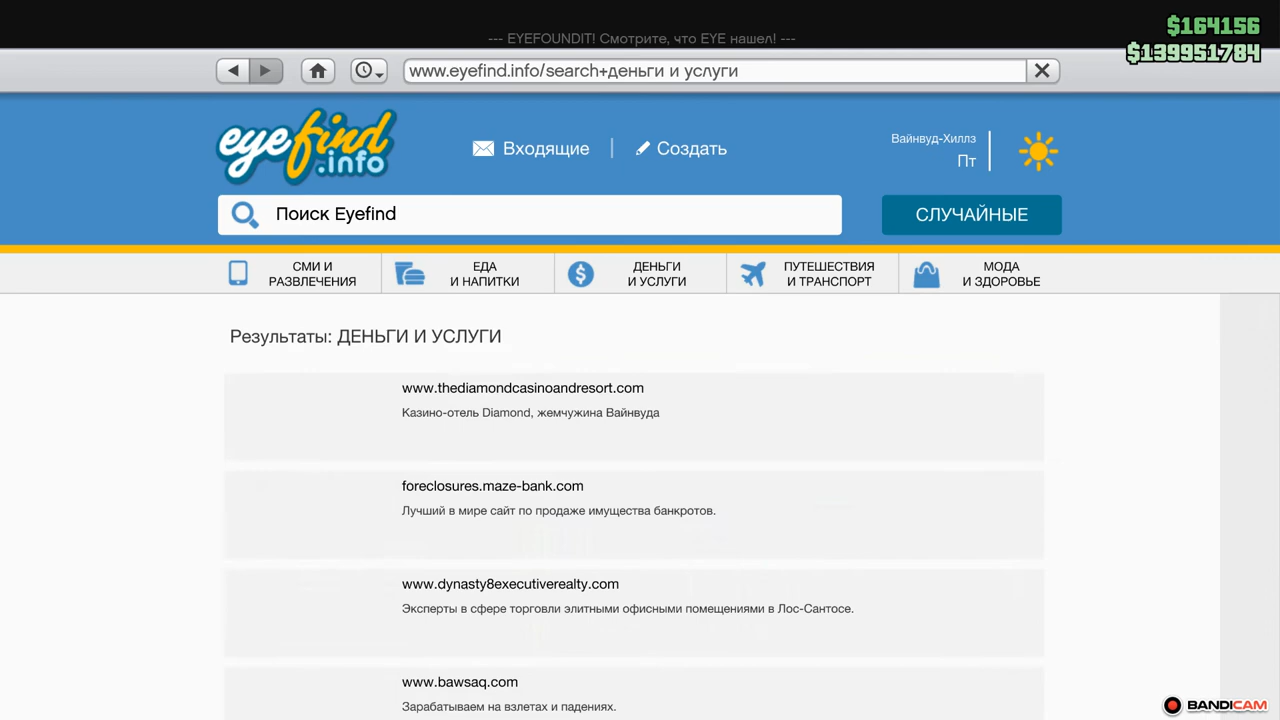 $164156
--- EYEFOUNDIT! Смотрите, что EYE нашел! ---
$139951784
www.eyefind.info/search+деньги и услуги
eyefind
.info
Входящие
Создать
Вайнвуд-Хиллз
Пт
Поиск Eyefind
СЛУЧАЙНЫЕ
СМИ И
РАЗВЛЕЧЕНИЯ
ЕДА
И НАПИТКИ
ДЕНЬГИ
И УСЛУГИ
ПУТЕШЕСТВИЯ
И ТРАНСПОРТ
МОДА
И ЗДОРОВЬЕ
Результаты: ДЕНЬГИ И УСЛУГИ
www.thediamondcasinoandresort.com
Казино-отель Diamond, жемчужина Вайнвуда
foreclosures.maze-bank.com
Лучший в мире сайт по продаже имущества банкротов.
www.dynasty8executiverealty.com
Эксперты в сфере торговли элитными офисными помещениями в Лос-Сантосе.
www.bawsaq.com
Зарабатываем на взлетах и падениях.
BANDICAM